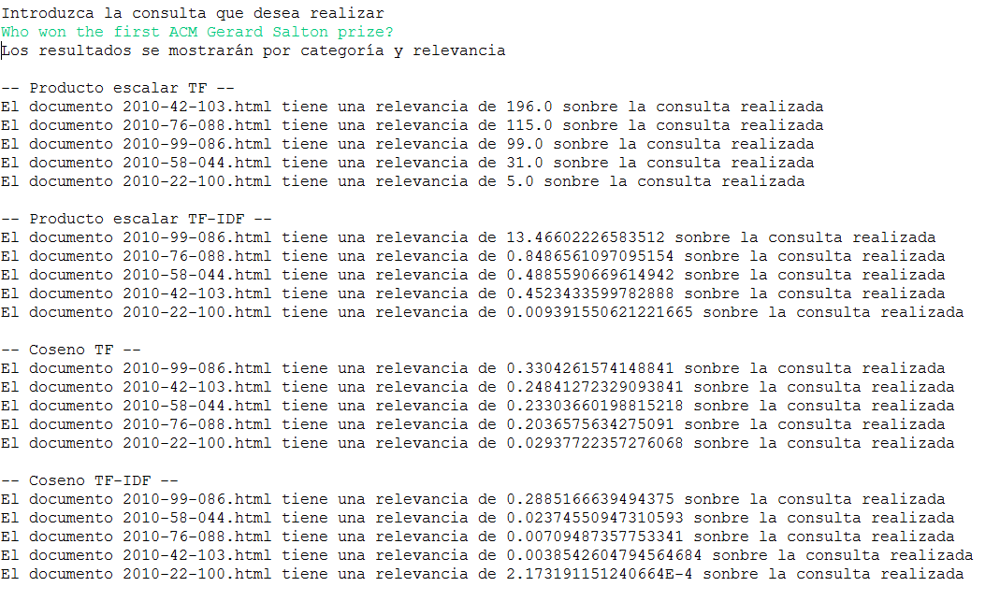 Introduzca la consulta que desea realizar
Who won the first ACM Gerard Salton prize?
Los resultados se mostrarán por categoría y relevancia
-- Producto escalar TF --
El documento 2010-42-103.html tiene una relevancia de 196.0 sonbre la consulta realizada
El documento 2010-76-088.html tiene una relevancia de 115.0 sonbre la consulta realizada
El documento 2010-99-086.html tiene una relevancia de 99.0 sonbre la consulta realizada
El documento 2010-58-044.html tiene una relevancia de 31.0 sonbre la consulta realizada
El documento 2010-22-100.html tiene una relevancia de 5.0 sonbre la consulta realizada
-- Producto escalar TF-IDF --
El documento 2010-99-086.html tiene una relevancia de 13.46602226583512 sonbre la consulta realizada
El documento 2010-76-088.html tiene una relevancia de 0.8486561097095154 sonbre la consulta realizada
El documento 2010-58-044.html tiene una relevancia de 0.4885590669614942 sonbre la consulta realizada
El documento 2010-42-103.html tiene una relevancia de 0.4523433599782888 sonbre la consulta realizada
El documento 2010-22-100.html tiene una relevancia de 0.009391550621221665 sonbre la consulta realizada
-- Coseno TF --
El documento 2010-99-086.html tiene una relevancia de 0.3304261574148841 sonbre la consulta realizada
El documento 2010-42-103.html tiene una relevancia de 0.24841272329093841 sonbre la consulta realizada
El documento 2010-58-044.html tiene una relevancia de 0.23303660198815218 sonbre la consulta realizada
El documento 2010-76-088.html tiene una relevancia de 0.2036575634275091 sonbre la consulta realizada
El documento 2010-22-100.html tiene una relevancia de 0.02937722357276068 sonbre la consulta realizada
-- Coseno TF-IDF --
El documento 2010-99-086.html tiene una relevancia de 0.2885166639494375 sonbre la consulta realizada
El documento 2010-58-044.html tiene una relevancia de 0.02374550947310593 sonbre la consulta realizada
El documento 2010-76-088.html tiene una relevancia de 0.00709487357753341 sonbre la consulta realizada
El documento 2010-42-103.html tiene una relevancia de 0.0038542604794564684 sonbre la consulta realizada
El documento 2010-22-100.html tiene una relevancia de 2.173191151240664E-4 sonbre la consulta realizada